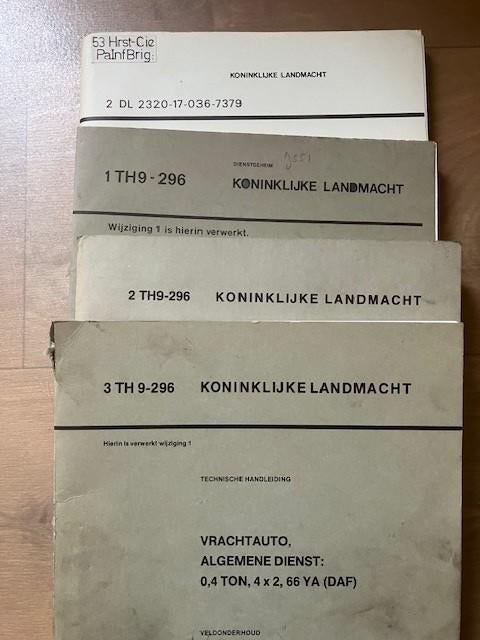 53 Hrst-Cie
PaInfBrig:
KONINKLIJKE LANDMACHT
2 DL 2320-17-036-7379
DIENSTGEHEIM
1 TH9-296 KONINKLIJKE LANDMACHT
Wijziging 1 is hierin verwerkt.
2 TH9-296 KONINKLIJKE LANDMACHT
3 TH 9-296 KONINKLIJKE LANDMACHT
Hierin is verwerkt wijziging 1
TECHNISCHE HANDLEIDING
VRACHTAUTO,
ALGEMENE DIENST:
0,4 TON, 4 x 2, 66 YA (DAF)
VELDONDERHOUD